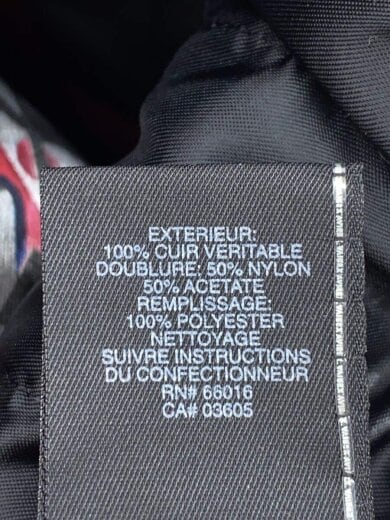 EXTERIEUR:
100% CUIR VERITABLE
DOUBLURE: 50% NYLON
50% ACETATE
REMPLISSAGE:
100% POLYESTER
NETTOYAGE
SUIVRE INSTRUCTIONS
DU CONFECTIONNEUR
RN# 66016
CA# 03605